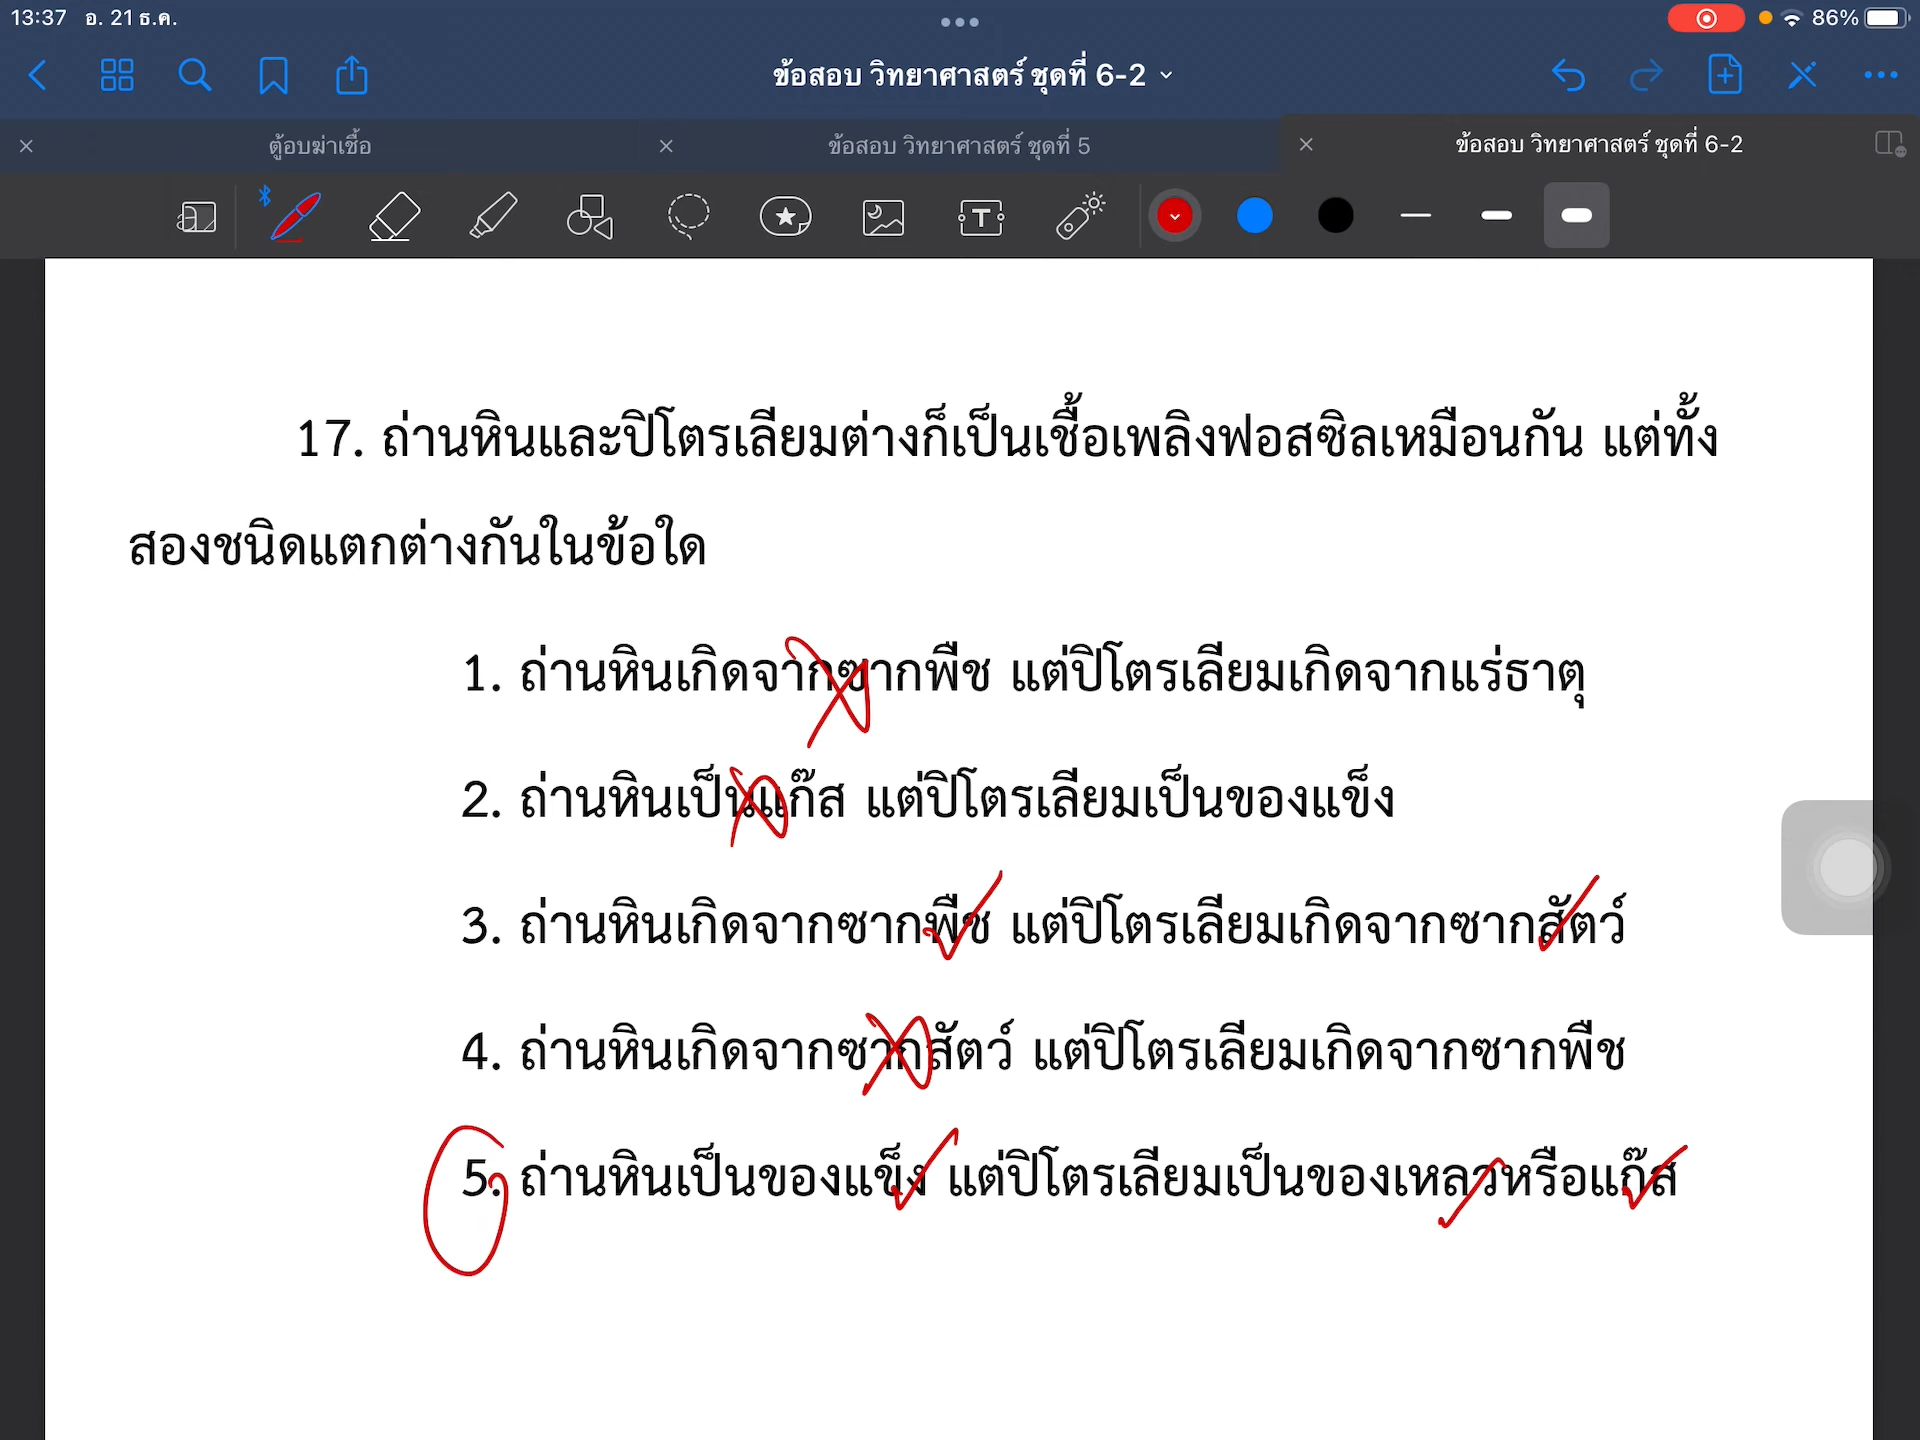 13:37 อ. 21 ธ.ค.
86%
ข้อสอบ วิทยาศาสตร์ ชุดที่ 6-2
ตู้อบฆ่าเชื้อ
ข้อสอบ วิทยาศาสตร์ ชุดที่ 5
ข้อสอบ วิทยาศาสตร์ ชุดที่ 6-2
17. ถ่านหินและปิโตรเลียมต่างก็เป็นเชื้อเพลิงฟอสซิลเหมือนกัน แต่ทั้ง
สองชนิดแตกต่างกันในข้อใด
1. ถ่านหินเกิดจากซากพืช แต่ปิโตรเลียมเกิดจากแร่ธาตุ
2. ถ่านหินเป็นแก๊ส แต่ปิโตรเลียมเป็นของแข็ง
3. ถ่านหินเกิดจากซากพืช แต่ปิโตรเลียมเกิดจากซากสัตว์
4. ถ่านหินเกิดจากซากสัตว์ แต่ปิโตรเลียมเกิดจากซากพืช
5. ถ่านหินเป็นของแข็ง แต่ปิโตรเลียมเป็นของเหลวหรือแก๊ส